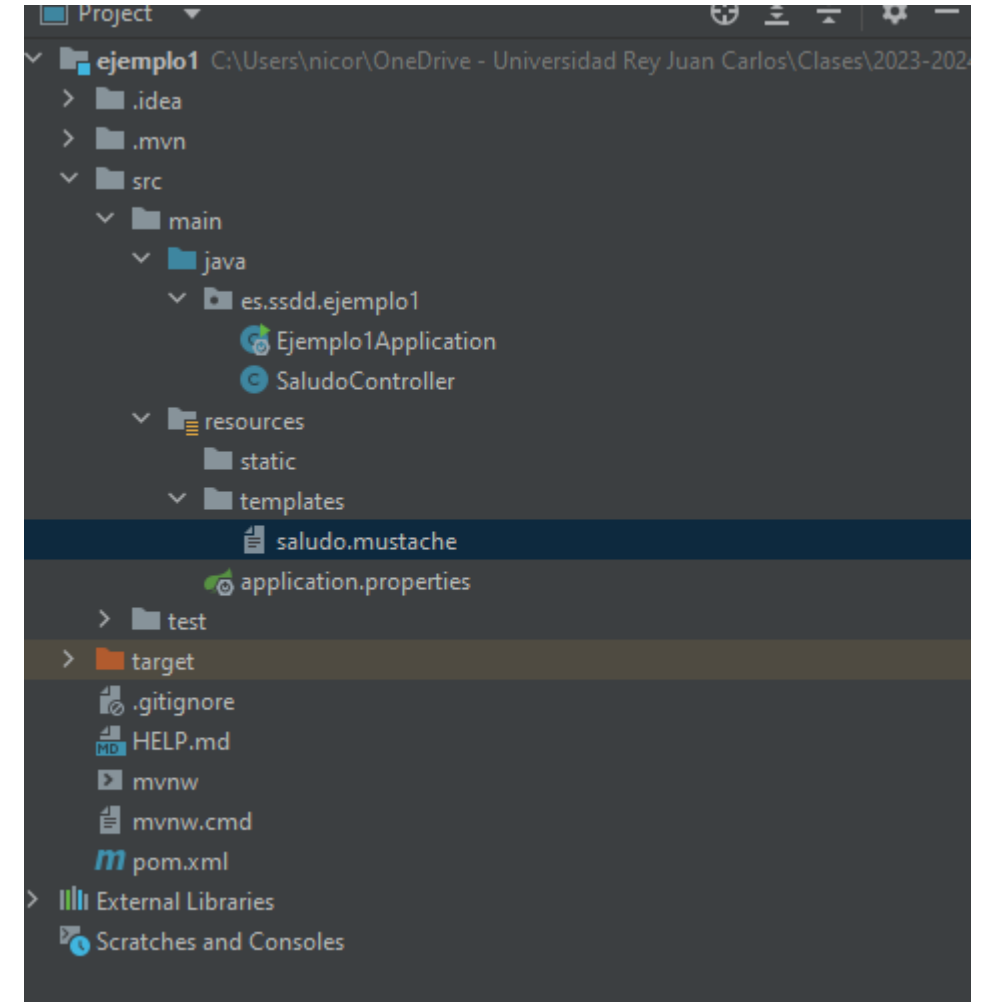 Project
ejemplo1 C:\Users\nicor\OneDrive - Universidad Rey Juan Carlos\Clases\2023-2024
.idea
.mvn
src
main
java
es.ssdd.ejemplo1
Ejemplo1Application
C SaludoController
resources
static
templates
saludo.mustache
application.properties
test
target
.gitignore
MD HELP.md
mvnw
mvnw.cmd
m pom.xml
External Libraries
Scratches and Consoles